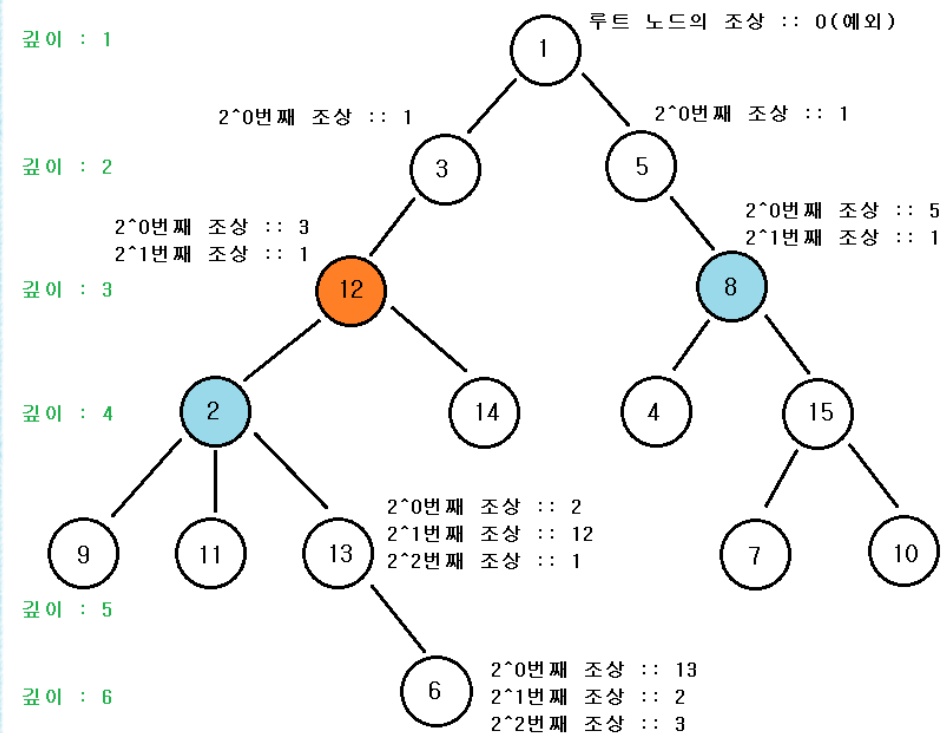 루트 노드의 조상 :: 0(예외)
깊이 : 1
1
2^0번째 조상 :: 1
2^0번째 조상 :: 1
깊이 : 2
3
5
2^0번째 조상 :: 3
2^1번째 조상 :: 1
2^0번째 조상 :: 5
2^1번째 조상 :: 1
깊이 : 3
12
8
깊이 : 4
2
14
4
15
2^0번째 조상 :: 2
2^1번째 조상 :: 12
2^2번째 조상 :: 1
9
11
13
7
10
깊이 : 5
깊이 : 6
6
2^0번째 조상 :: 13
2^1번째 조상 :: 2
2^2번째 조상 :: 3